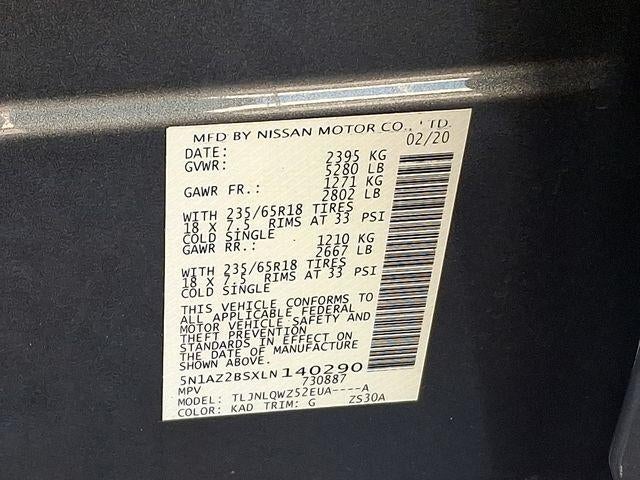 MFD BY NISSAN MOTOR CO., LTD.
DATE: 02/20
GVWR: 2395 KG
5280 LB
GAWR FR.: 1271 KG
2802 LB
WITH 235/65R18 TIRES
18 X 7.5 RIMS AT 33 PSI
COLD SINGLE
GAWR RR.: 1210 KG
2667 LB
WITH 235/65R18 TIRES
18 X 7.5 RIMS AT 33 PSI
COLD SINGLE
THIS VEHICLE CONFORMS TO
ALL APPLICABLE FEDERAL
MOTOR VEHICLE SAFETY AND
THEFT PREVENTION
STANDARDS IN EFFECT ON
THE DATE OF MANUFACTURE
SHOWN ABOVE.
5N1AZ2BSXLN140290
MPV 730887
MODEL: TLJNLQWZ52EUA----A
COLOR: KAD TRIM: G ZS30A